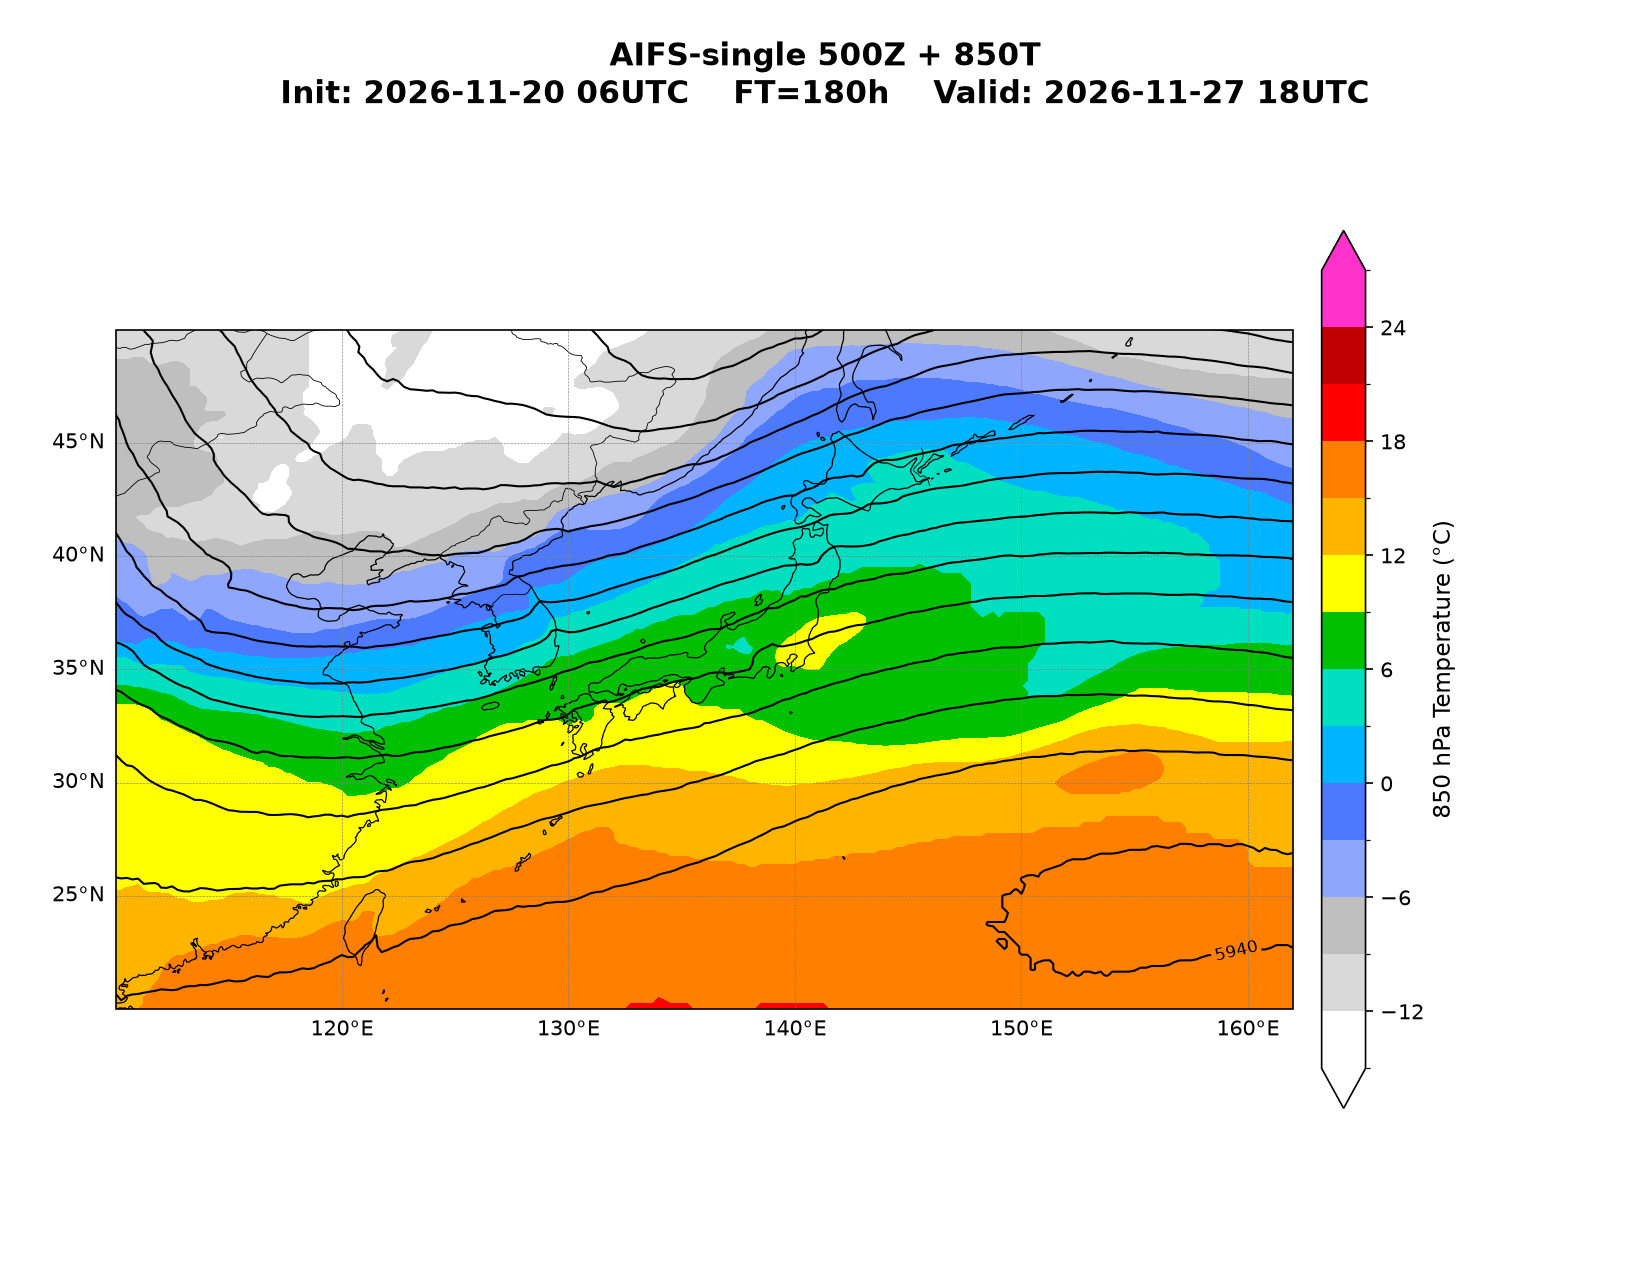 AIFS-single 500Z + 850T
Init: 2026-11-20 06UTC    FT=180h    Valid: 2026-11-27 18UTC
45°N
40°N
35°N
30°N
25°N
120°E
130°E
140°E
150°E
160°E
5940
24
18
12
6
0
−6
−12
850 hPa Temperature (°C)